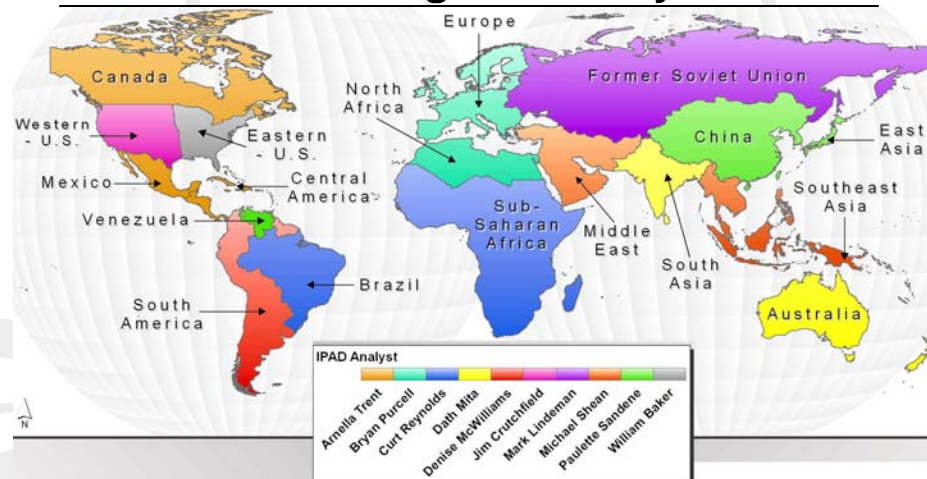 Europe
Canada
North
Africa
Former Soviet Union
Western
- U.S.
Eastern
- U.S.
China
East
Asia
Mexico
Central
America
Southeast
Asia
Venezuela
Sub-
Saharan
Africa
Middle
East
South
Asia
Brazil
South
America
Australia
N
IPAD Analyst
Arnella Trent
Bryan Purcell
Curt Reynolds
Dath Mita
Denise McWilliams
Jim Crutchfield
Mark Lindeman
Michael Shean
Paulette Sandene
William Baker